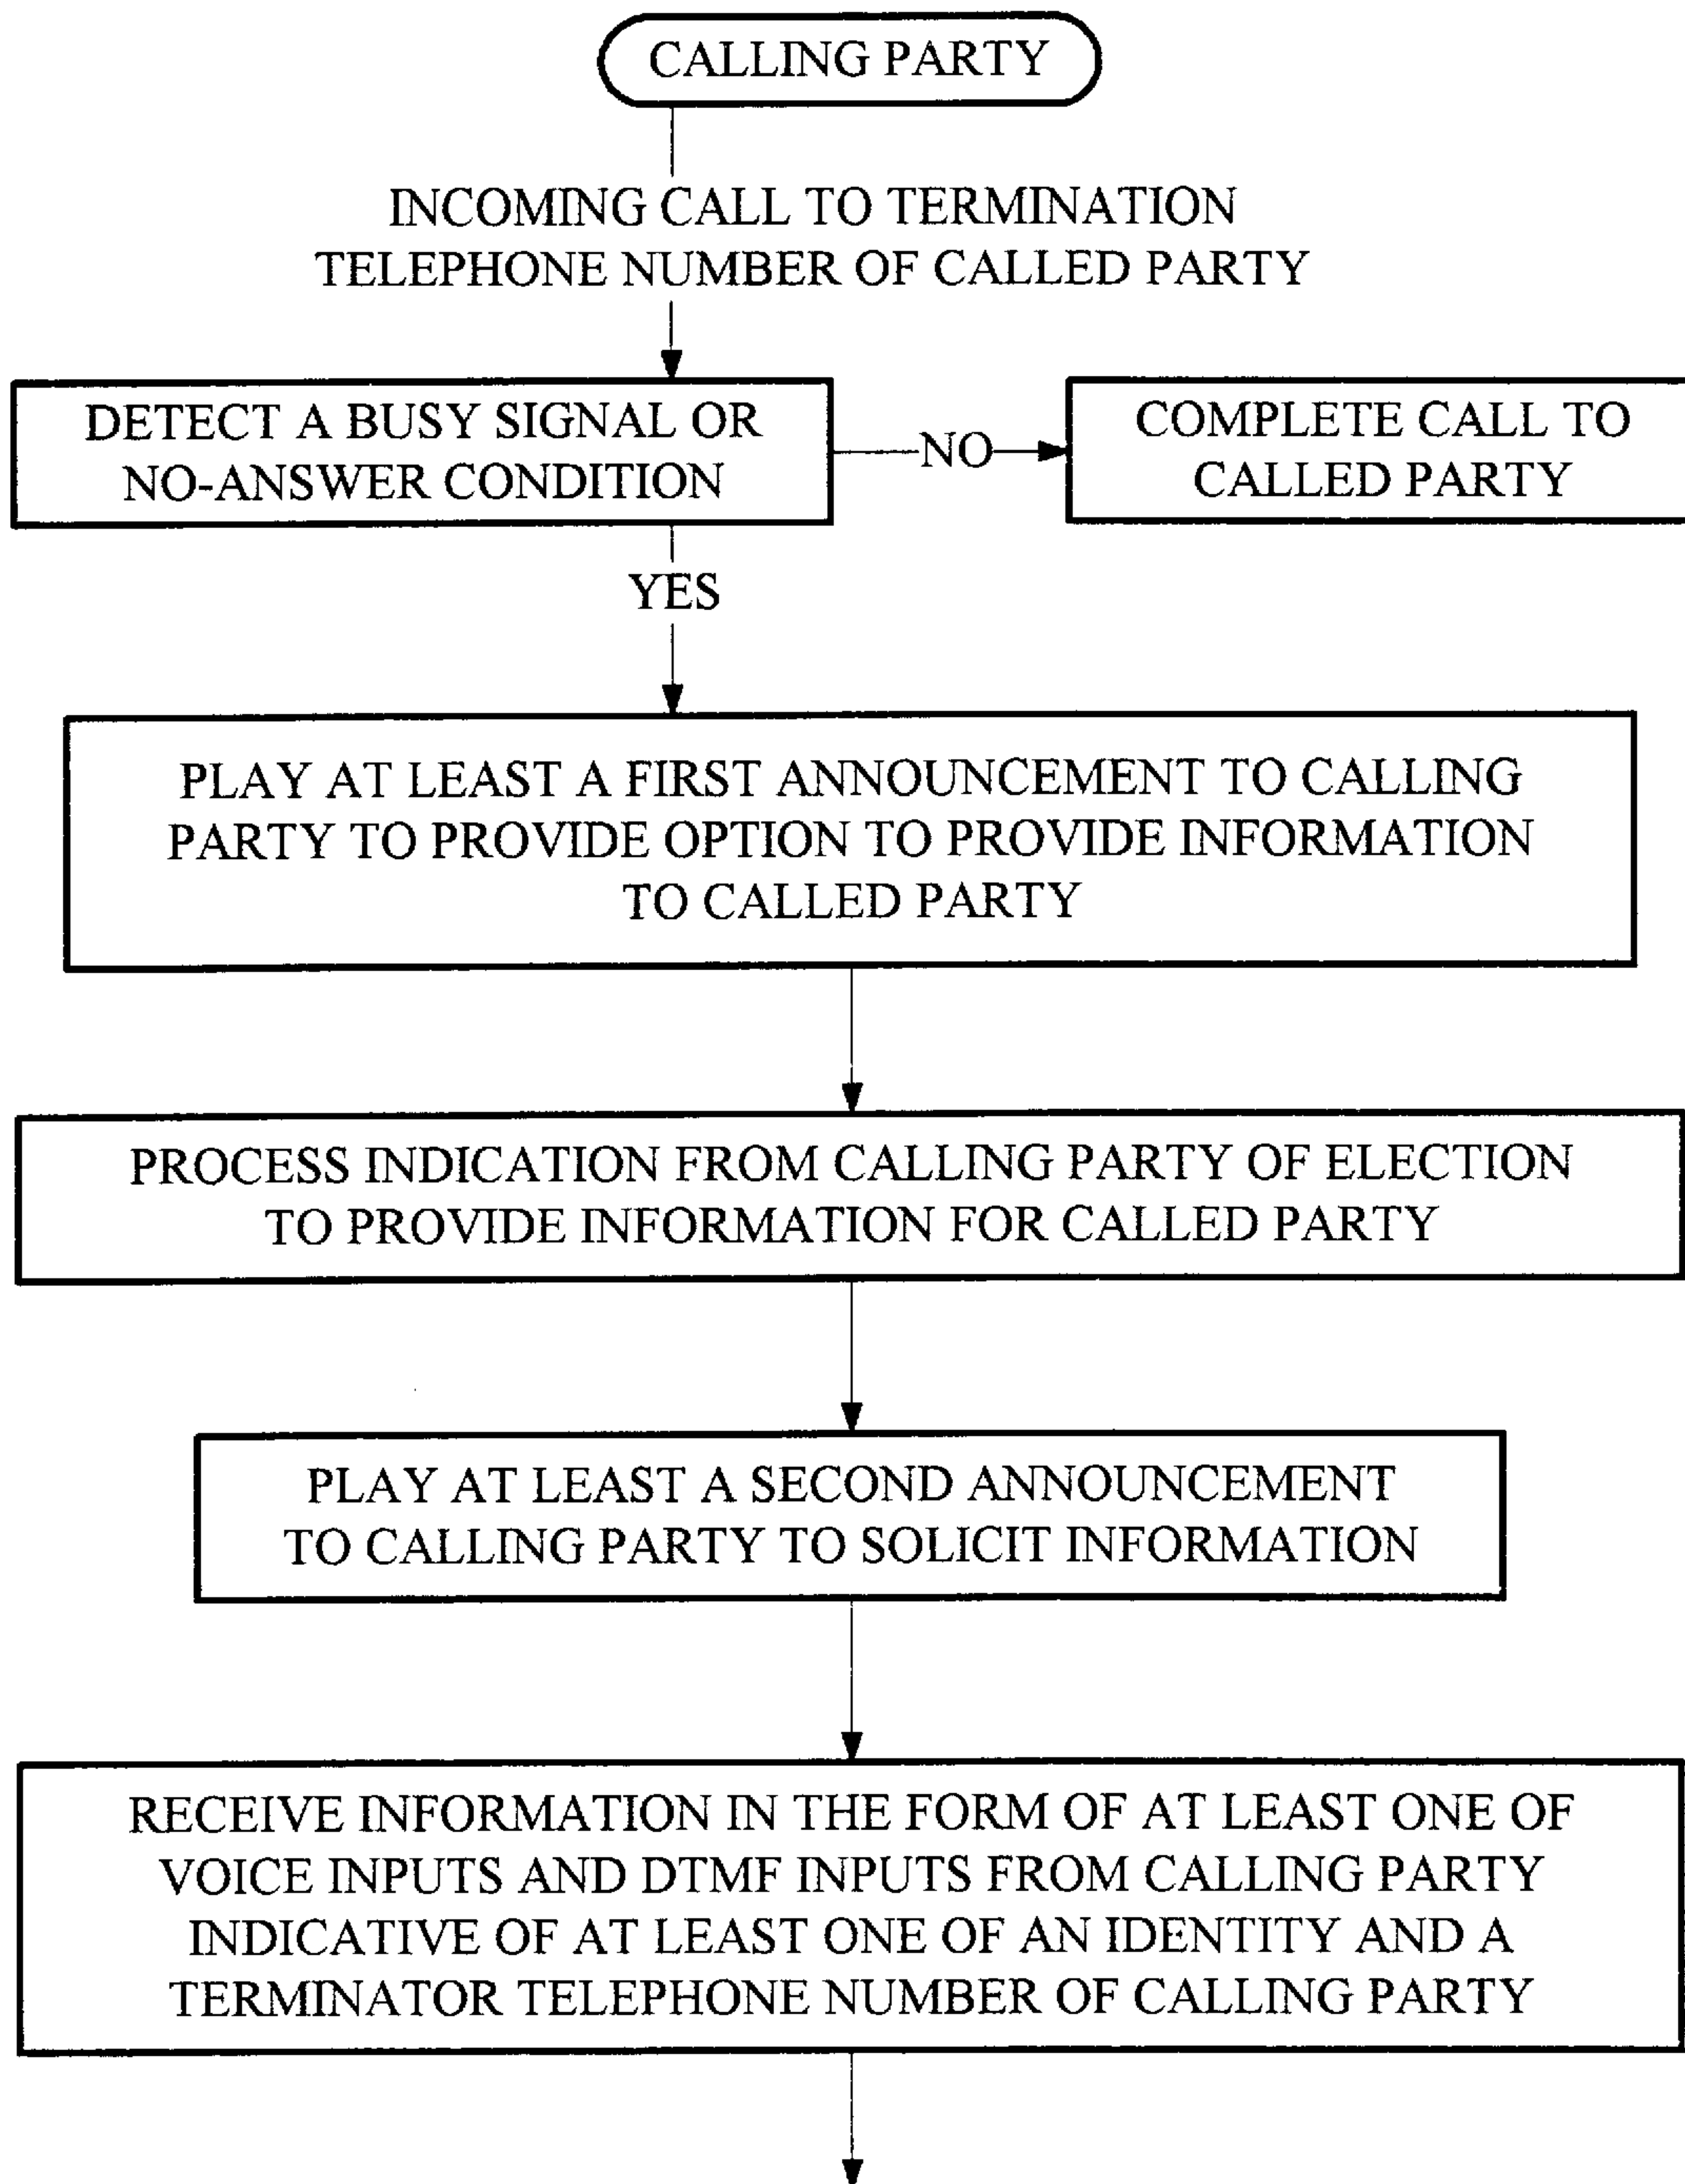 CALLING PARTY
INCOMING CALL TO TERMINATION
TELEPHONE NUMBER OF CALLED PARTY
DETECT A BUSY SIGNAL OR
NO-ANSWER CONDITION
NO
COMPLETE CALL TO
CALLED PARTY
YES
PLAY AT LEAST A FIRST ANNOUNCEMENT TO CALLING
PARTY TO PROVIDE OPTION TO PROVIDE INFORMATION
TO CALLED PARTY
PROCESS INDICATION FROM CALLING PARTY OF ELECTION
TO PROVIDE INFORMATION FOR CALLED PARTY
PLAY AT LEAST A SECOND ANNOUNCEMENT
TO CALLING PARTY TO SOLICIT INFORMATION
RECEIVE INFORMATION IN THE FORM OF AT LEAST ONE OF
VOICE INPUTS AND DTMF INPUTS FROM CALLING PARTY
INDICATIVE OF AT LEAST ONE OF AN IDENTITY AND A
TERMINATOR TELEPHONE NUMBER OF CALLING PARTY